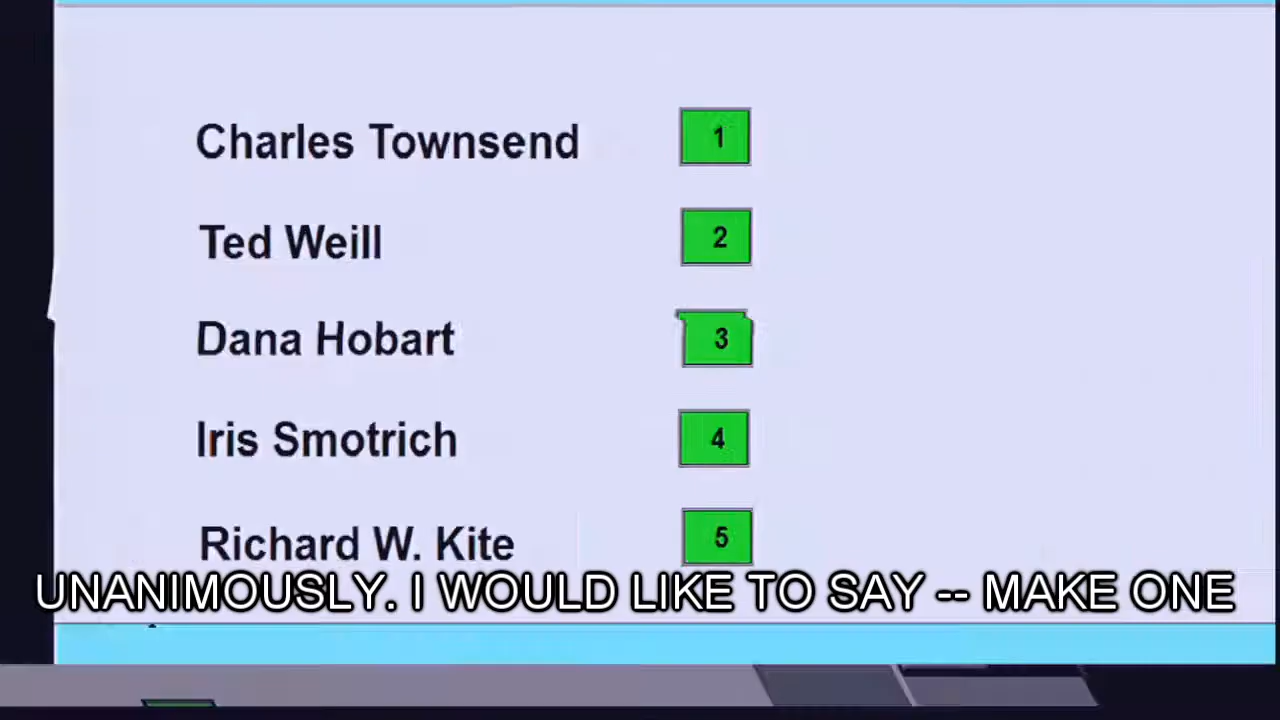 Charles Townsend 1
Ted Weill 2
Dana Hobart 3
Iris Smotrich 4
Richard W. Kite 5
UNANIMOUSLY. I WOULD LIKE TO SAY -- MAKE ONE